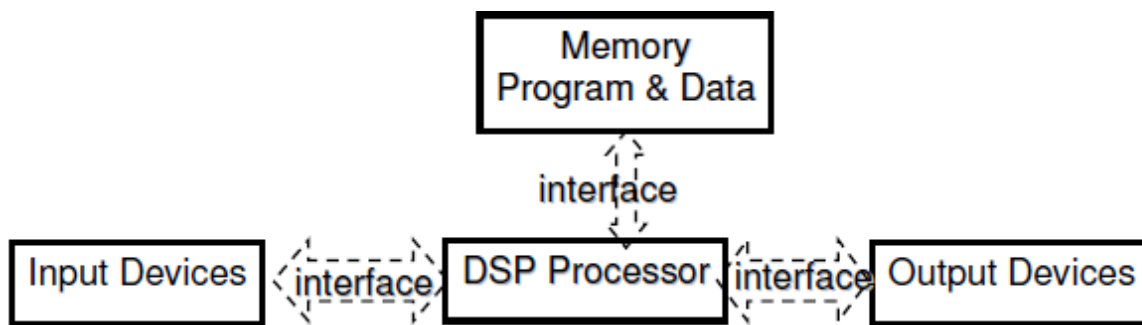 Memory
Program & Data
interface
Input Devices
interface
DSP Processor
interface
Output Devices